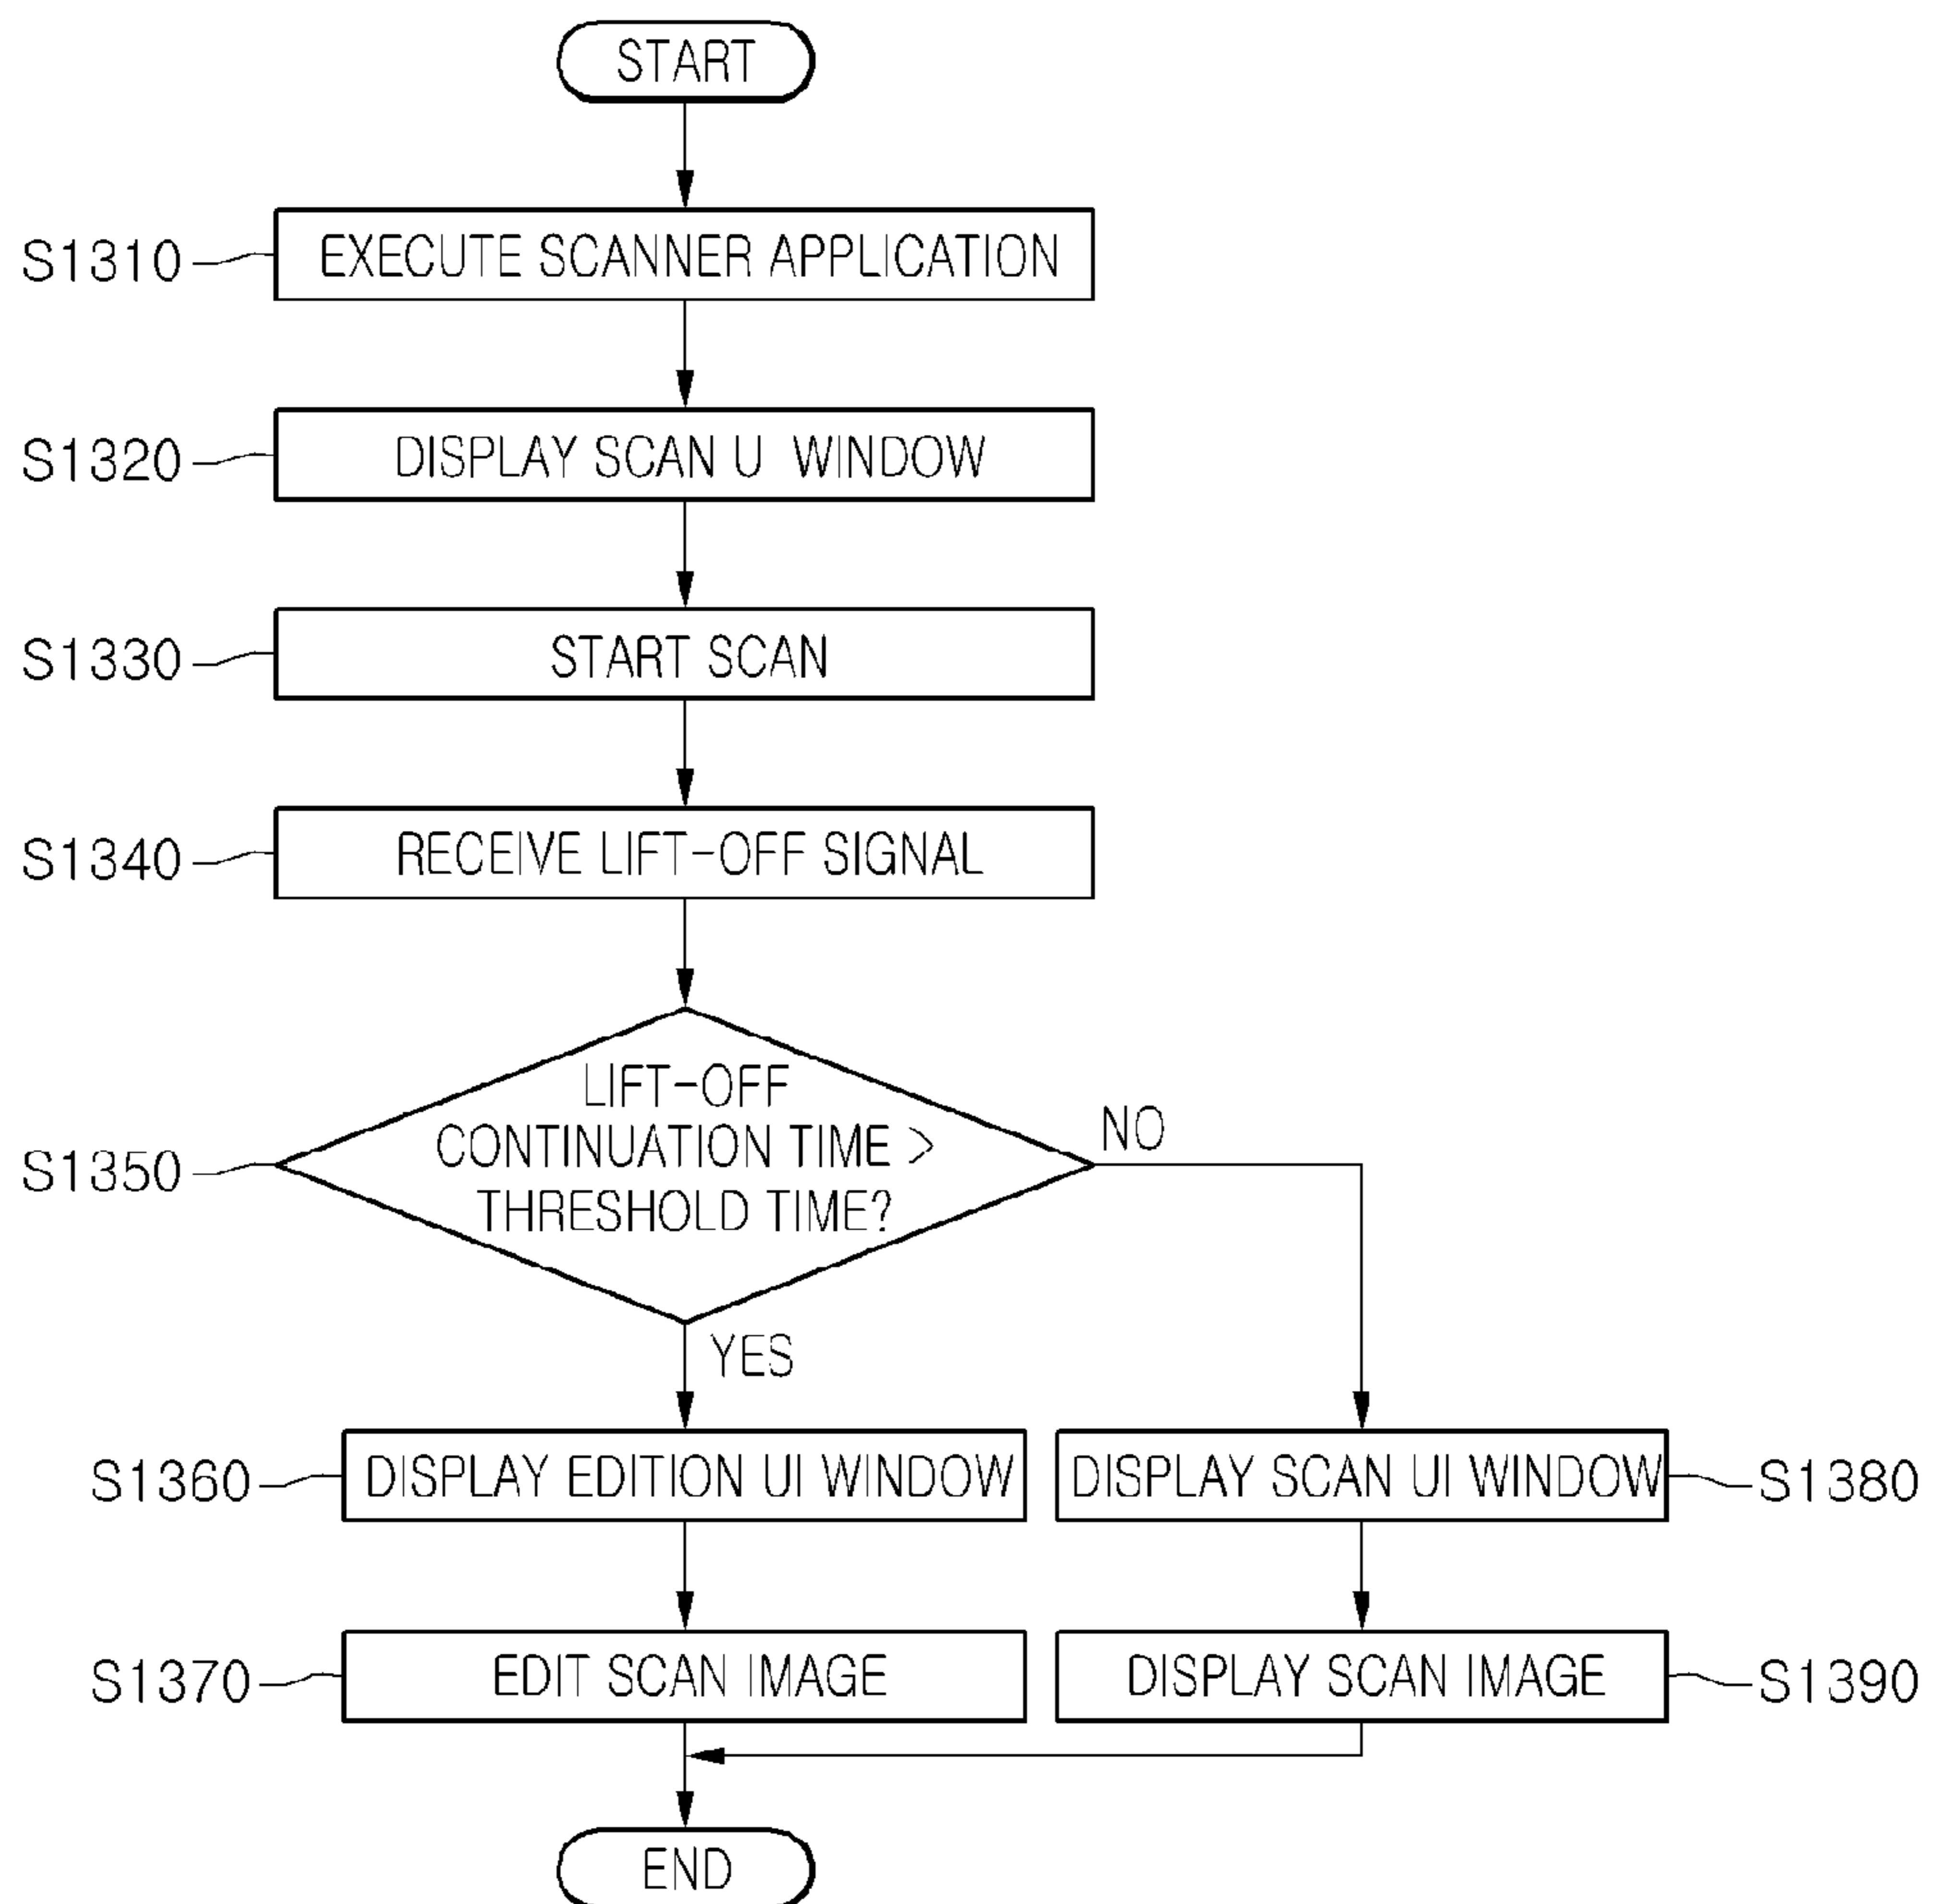 START
S1310
EXECUTE SCANNER APPLICATION
S1320
DISPLAY SCAN U WINDOW
S1330
START SCAN
S1340
RECEIVE LIFT-OFF SIGNAL
S1350
LIFT-OFF
CONTINUATION TIME >
THRESHOLD TIME?
NO
YES
S1360
DISPLAY EDITION UI WINDOW
DISPLAY SCAN UI WINDOW
S1380
S1370
EDIT SCAN IMAGE
DISPLAY SCAN IMAGE
S1390
END